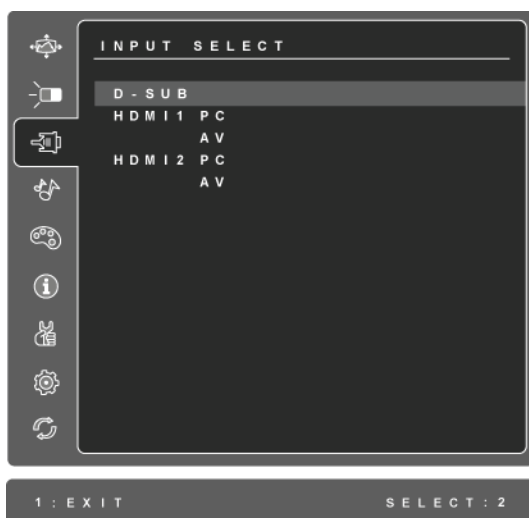 INPUT SELECT
D-SUB
HDMI1 PC
AV
HDMI2 PC
AV
1:EXIT SELECT:2